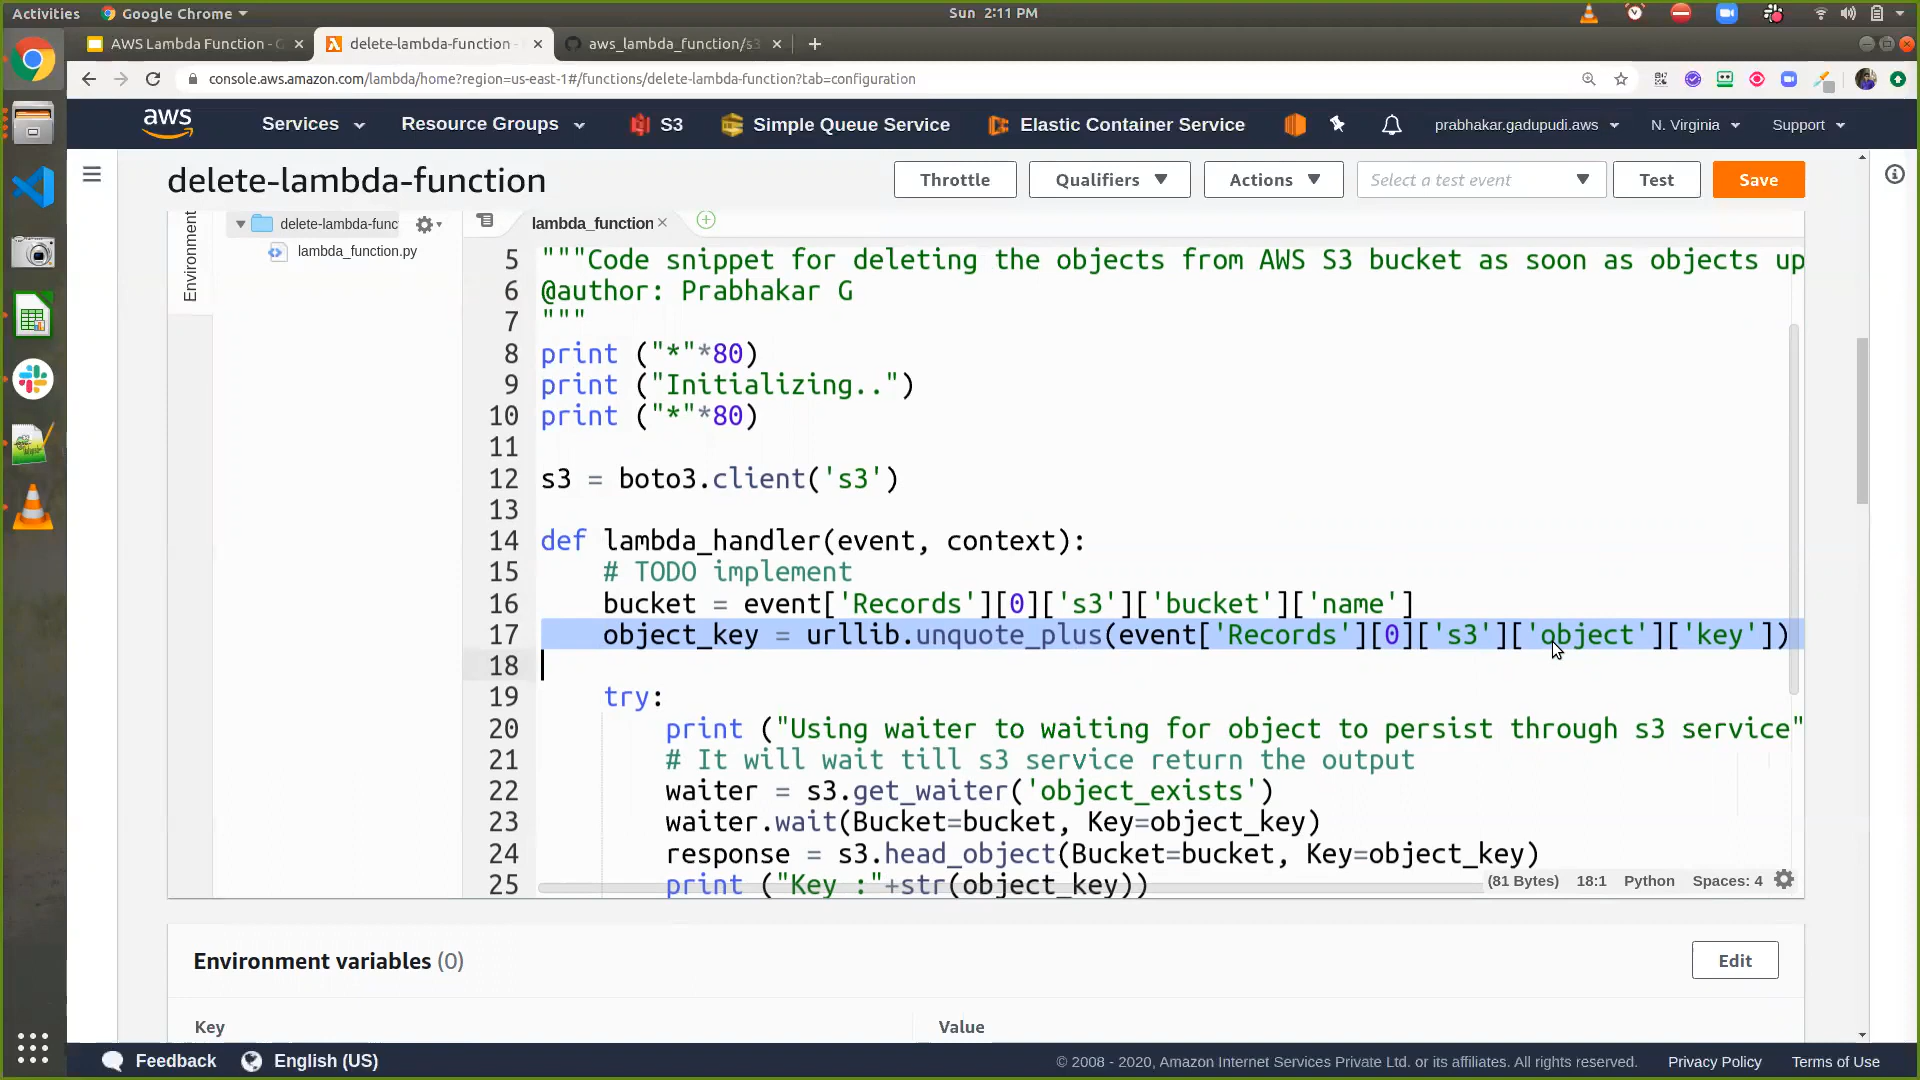 Activities
Google Chrome
Sun 2:11 PM
AWS Lambda Function -
delete-lambda-function -
aws_lambda_function/s3
console.aws.amazon.com/lambda/home?region=us-east-1#/functions/delete-lambda-function?tab=configuration
aws
Services
Resource Groups
S3
Simple Queue Service
Elastic Container Service
prabhakar.gadupudi.aws
N. Virginia
Support
delete-lambda-function
Throttle
Qualifiers
Actions
Select a test event
Test
Save
Environment
delete-lambda-func
lambda_function.py
lambda_function
5 """Code snippet for deleting the objects from AWS S3 bucket as soon as objects up
6 @author: Prabhakar G
7 """
8 print ("*"*80)
9 print ("Initializing..")
10 print ("*"*80)
11
12 s3 = boto3.client('s3')
13
14 def lambda_handler(event, context):
15 # TODO implement
16 bucket = event['Records'][0]['s3']['bucket']['name']
17 object_key = urllib.unquote_plus(event['Records'][0]['s3']['object']['key'])
18
19 try:
20 print ("Using waiter to waiting for object to persist through s3 service"
21 # It will wait till s3 service return the output
22 waiter = s3.get_waiter('object_exists')
23 waiter.wait(Bucket=bucket, Key=object_key)
24 response = s3.head_object(Bucket=bucket, Key=object_key)
25 print ("Key :"+str(object_key))
(81 Bytes) 18:1 Python Spaces: 4
Environment variables (0)
Edit
Key
Value
Feedback
English (US)
© 2008 - 2020, Amazon Internet Services Private Ltd. or its affiliates. All rights reserved.
Privacy Policy
Terms of Use